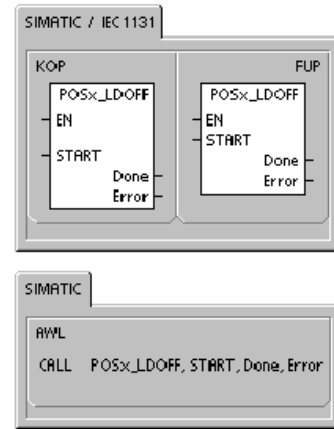 SIMATIC / IEC 1131
KOP
POSx_LDOFF
EN
START
Done
Error
FUP
POSx_LDOFF
EN
START
Done
Error
SIMATIC
AWL
CALL POSx_LDOFF, START, Done, Error